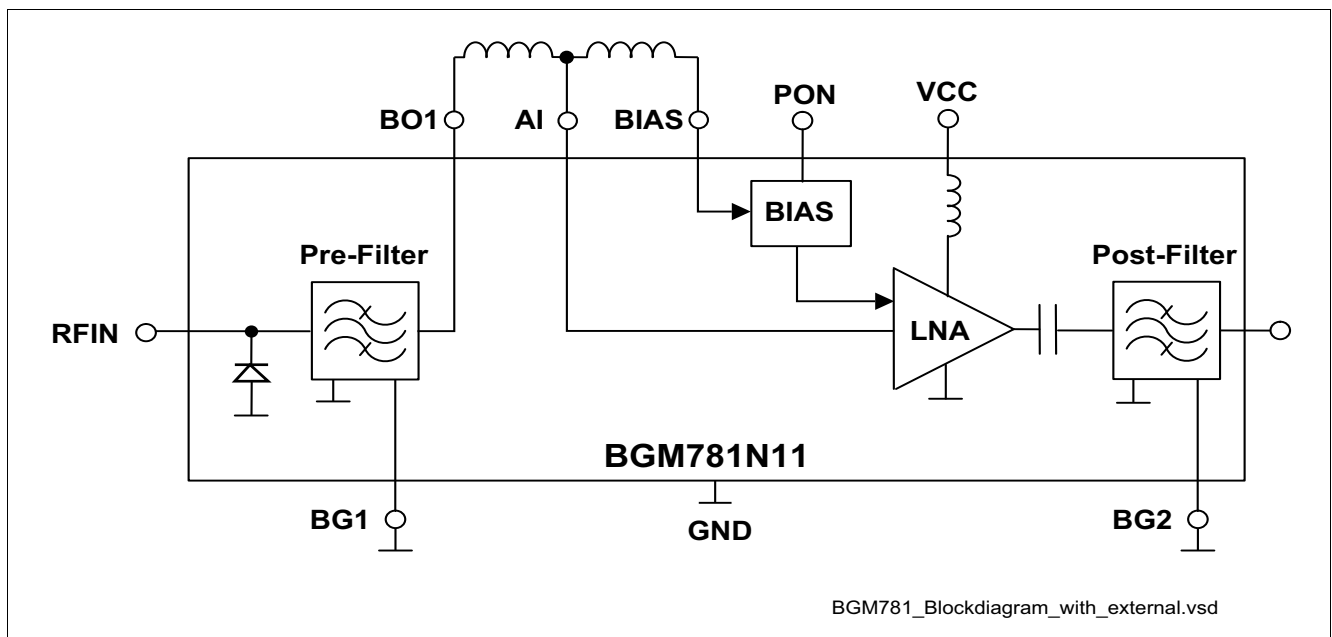 BO1 AI BIAS PON VCC
BIAS
Pre-Filter Post-Filter
RFIN LNA
BGM781N11
BG1 GND BG2
BGM781_Blockdiagram_with_external.vsd